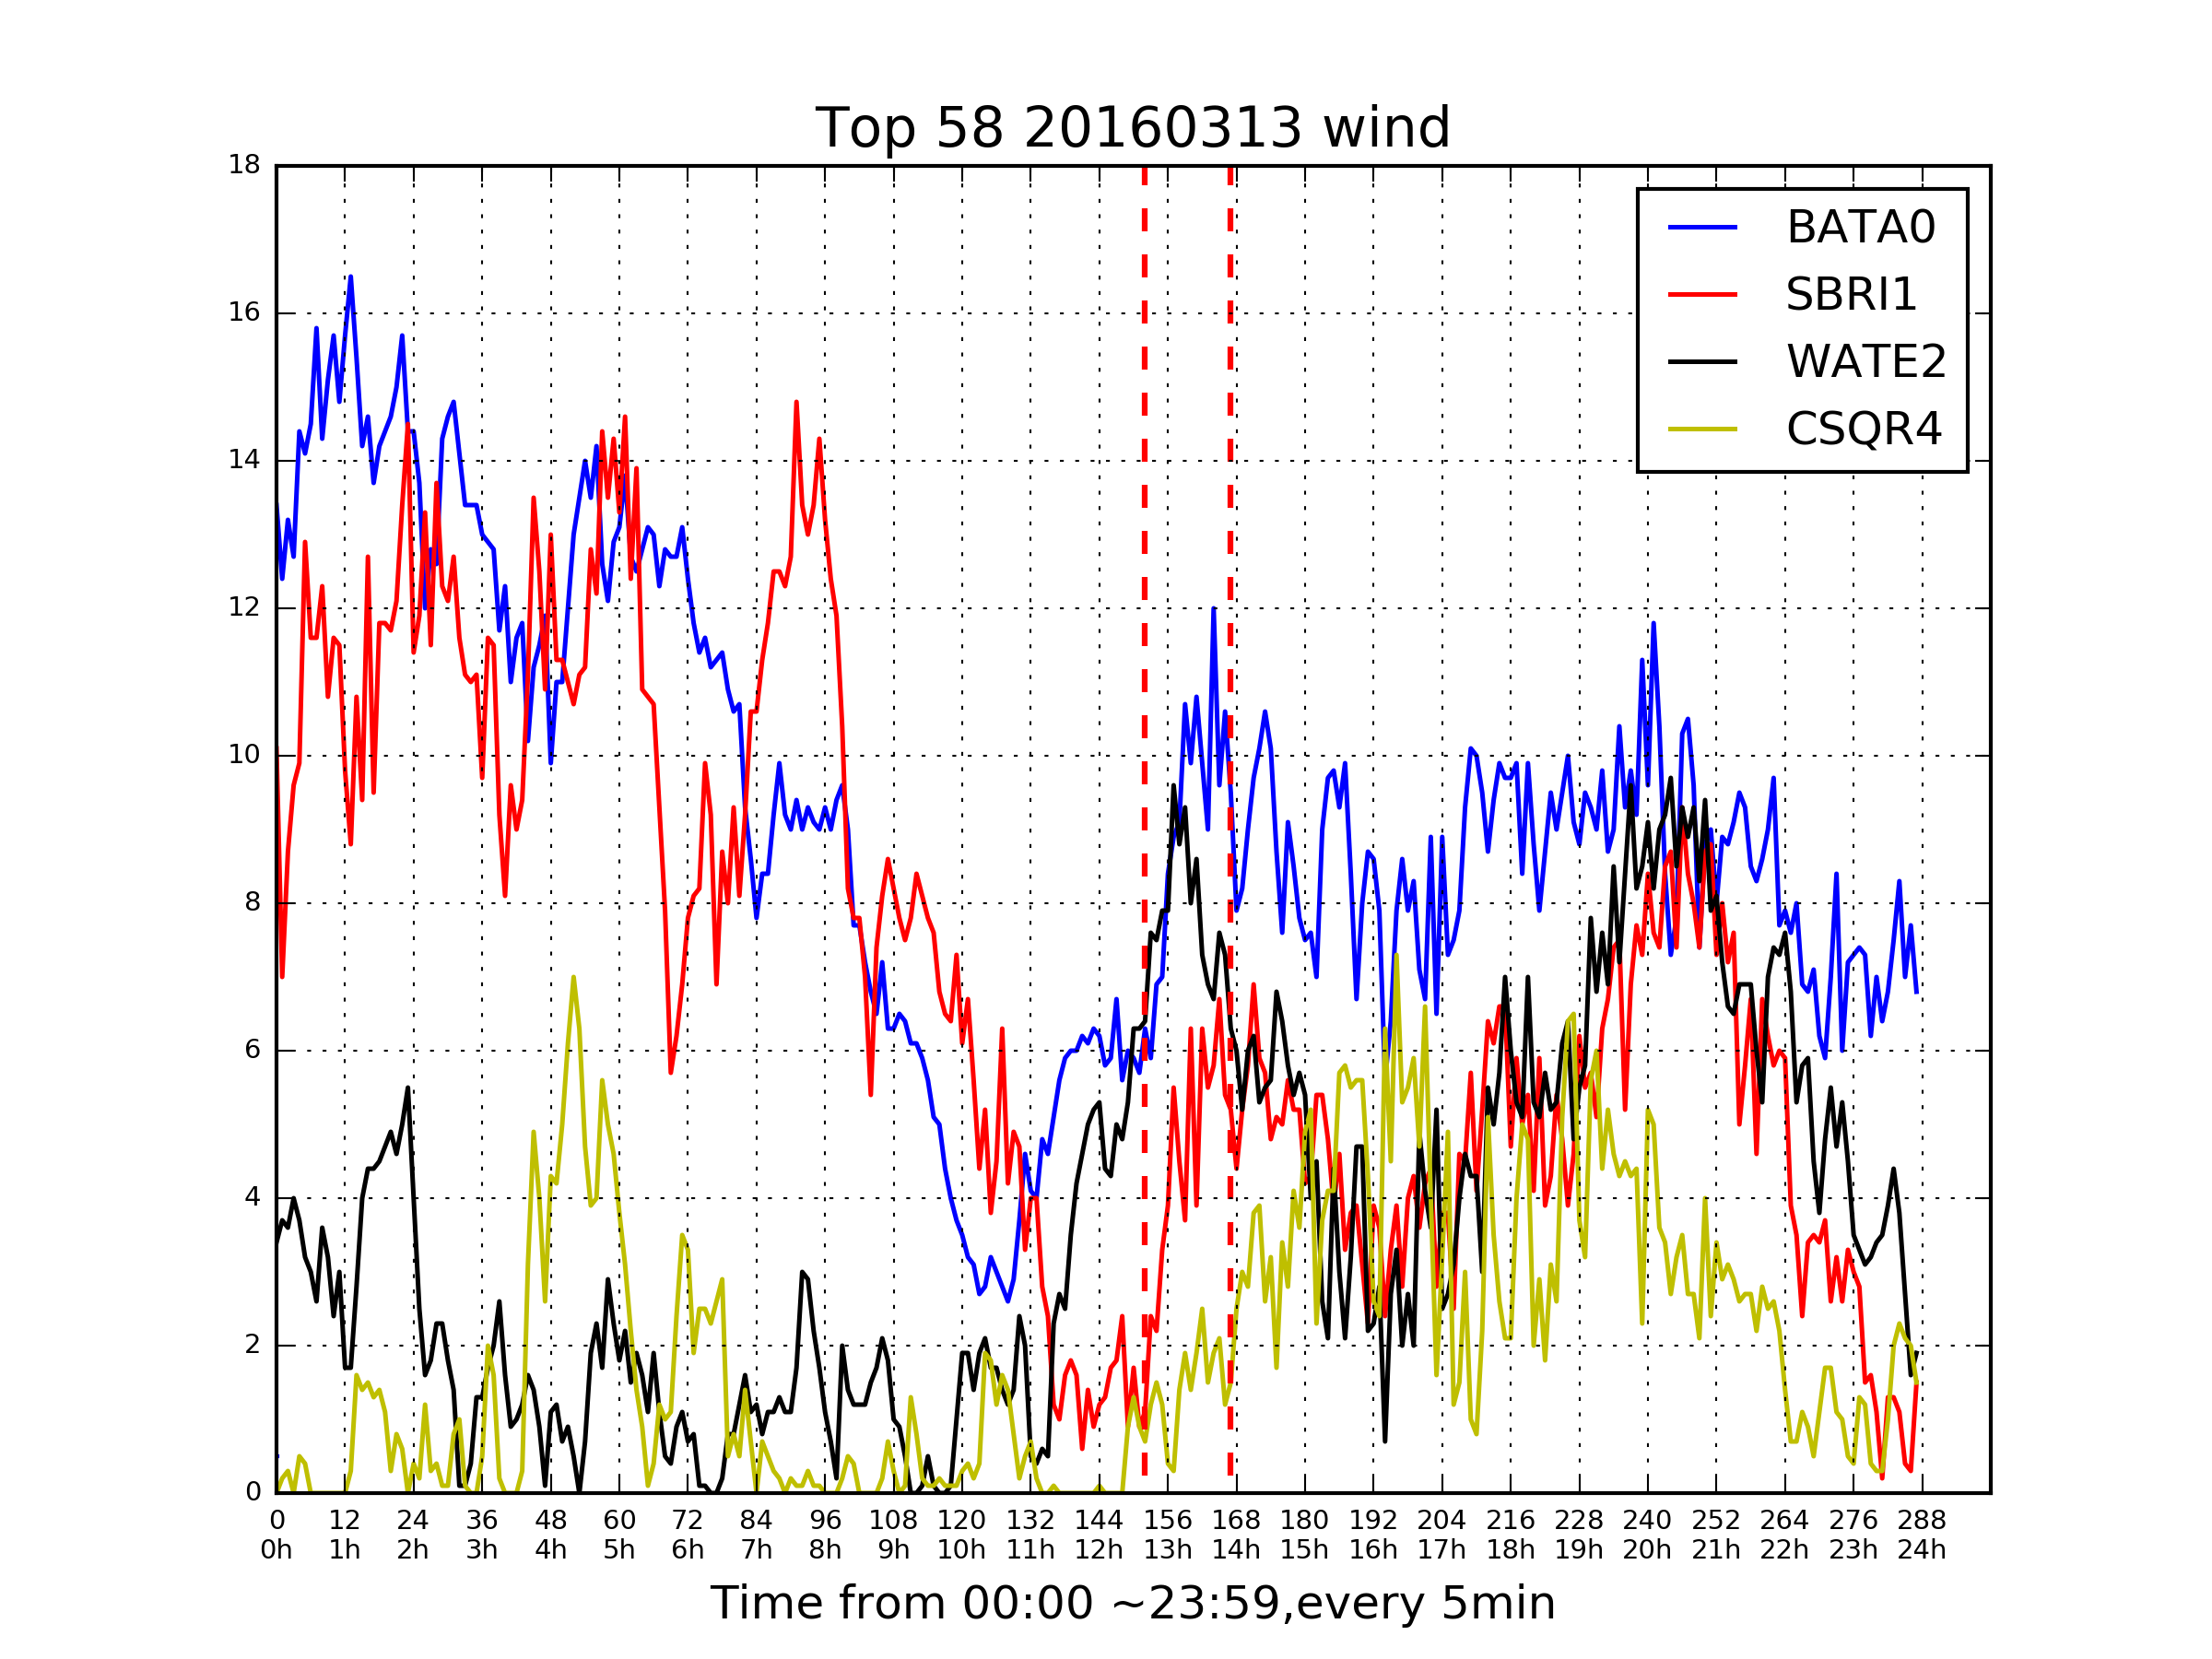 Top 58 20160313 wind
18
16
14
12
10
8
6
4
2
0
BATA0
SBRI1
WATE2
CSQR4
0 12 24 36 48 60 72 84 96 108 120 132 144 156 168 180 192 204 216 228 240 252 264 276 288
0h 1h 2h 3h 4h 5h 6h 7h 8h 9h 10h 11h 12h 13h 14h 15h 16h 17h 18h 19h 20h 21h 22h 23h 24h
Time from 00:00 ~23:59,every 5min